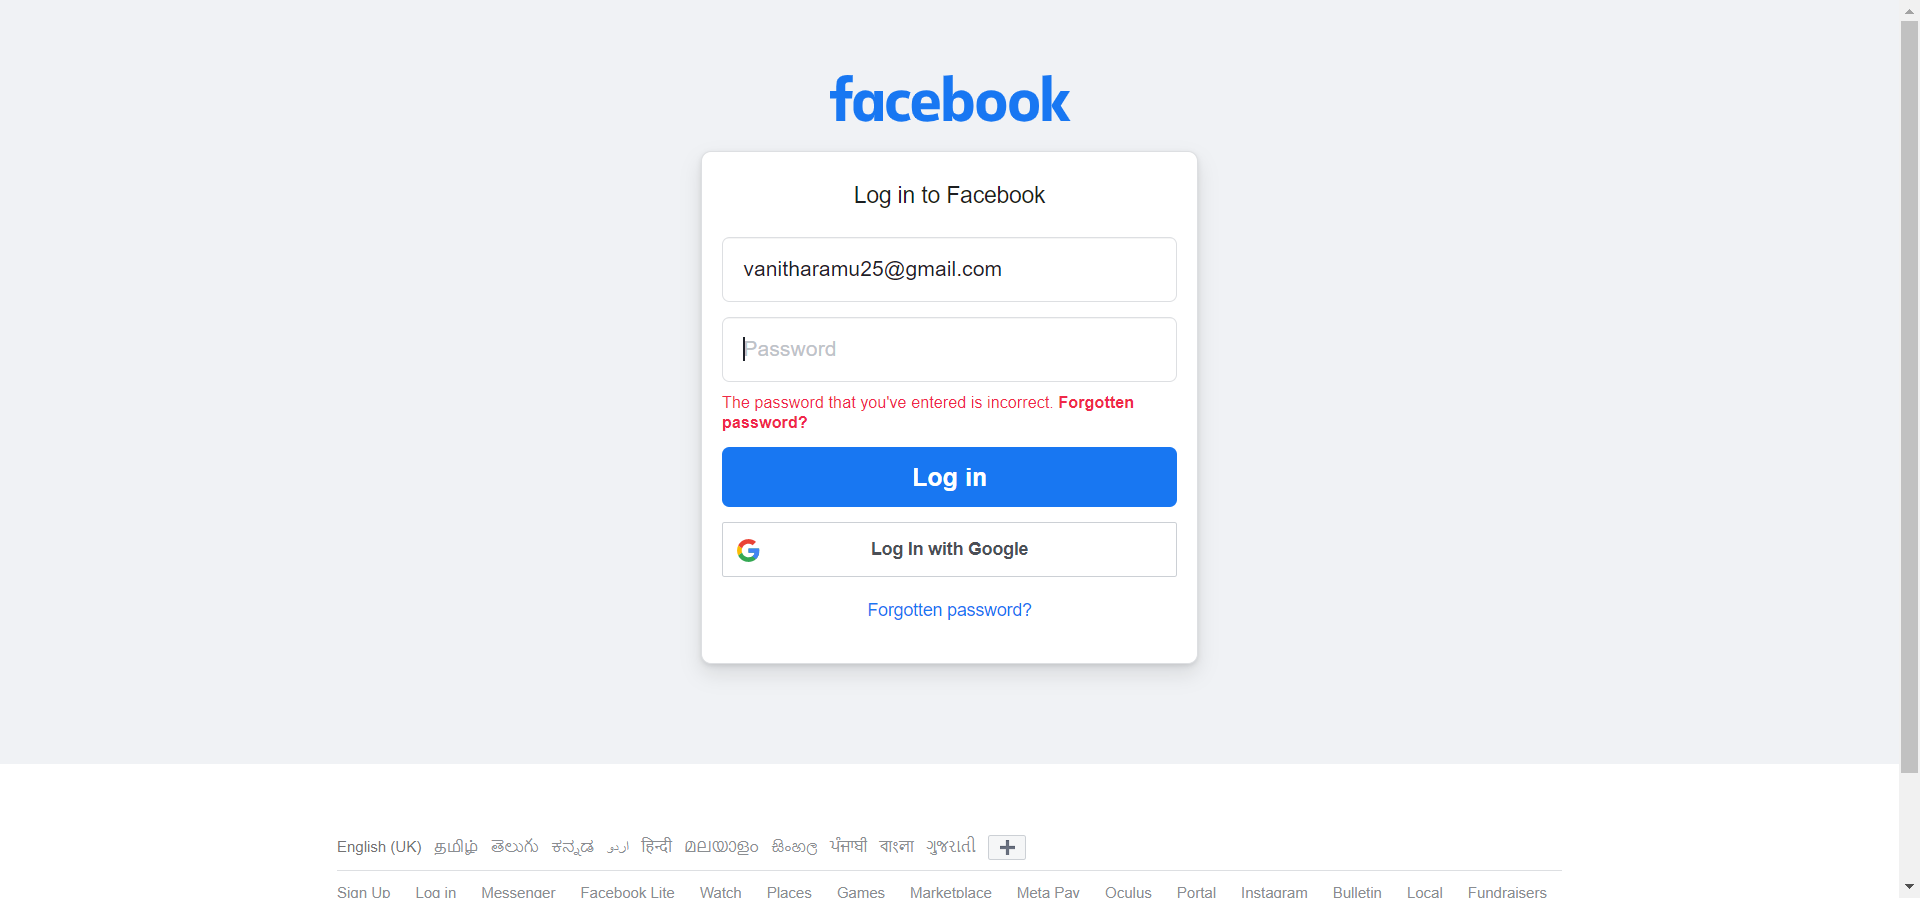 facebook
Log in to Facebook
vanitharamu25@gmail.com
Password
The password that you've entered is incorrect. Forgotten
password?
Log in
Log In with Google
Forgotten password?
English (UK) தமிழ் తెలుగు ಕನ್ನಡ اردو हिन्दी മലയാളം සිංහල ਪੰਜਾਬੀ বাংলা ગુજરાતી
Sign Up Log in Messenger Facebook Lite Watch Places Games Marketplace Meta Pay Oculus Portal Instagram Bulletin Local Fundraisers